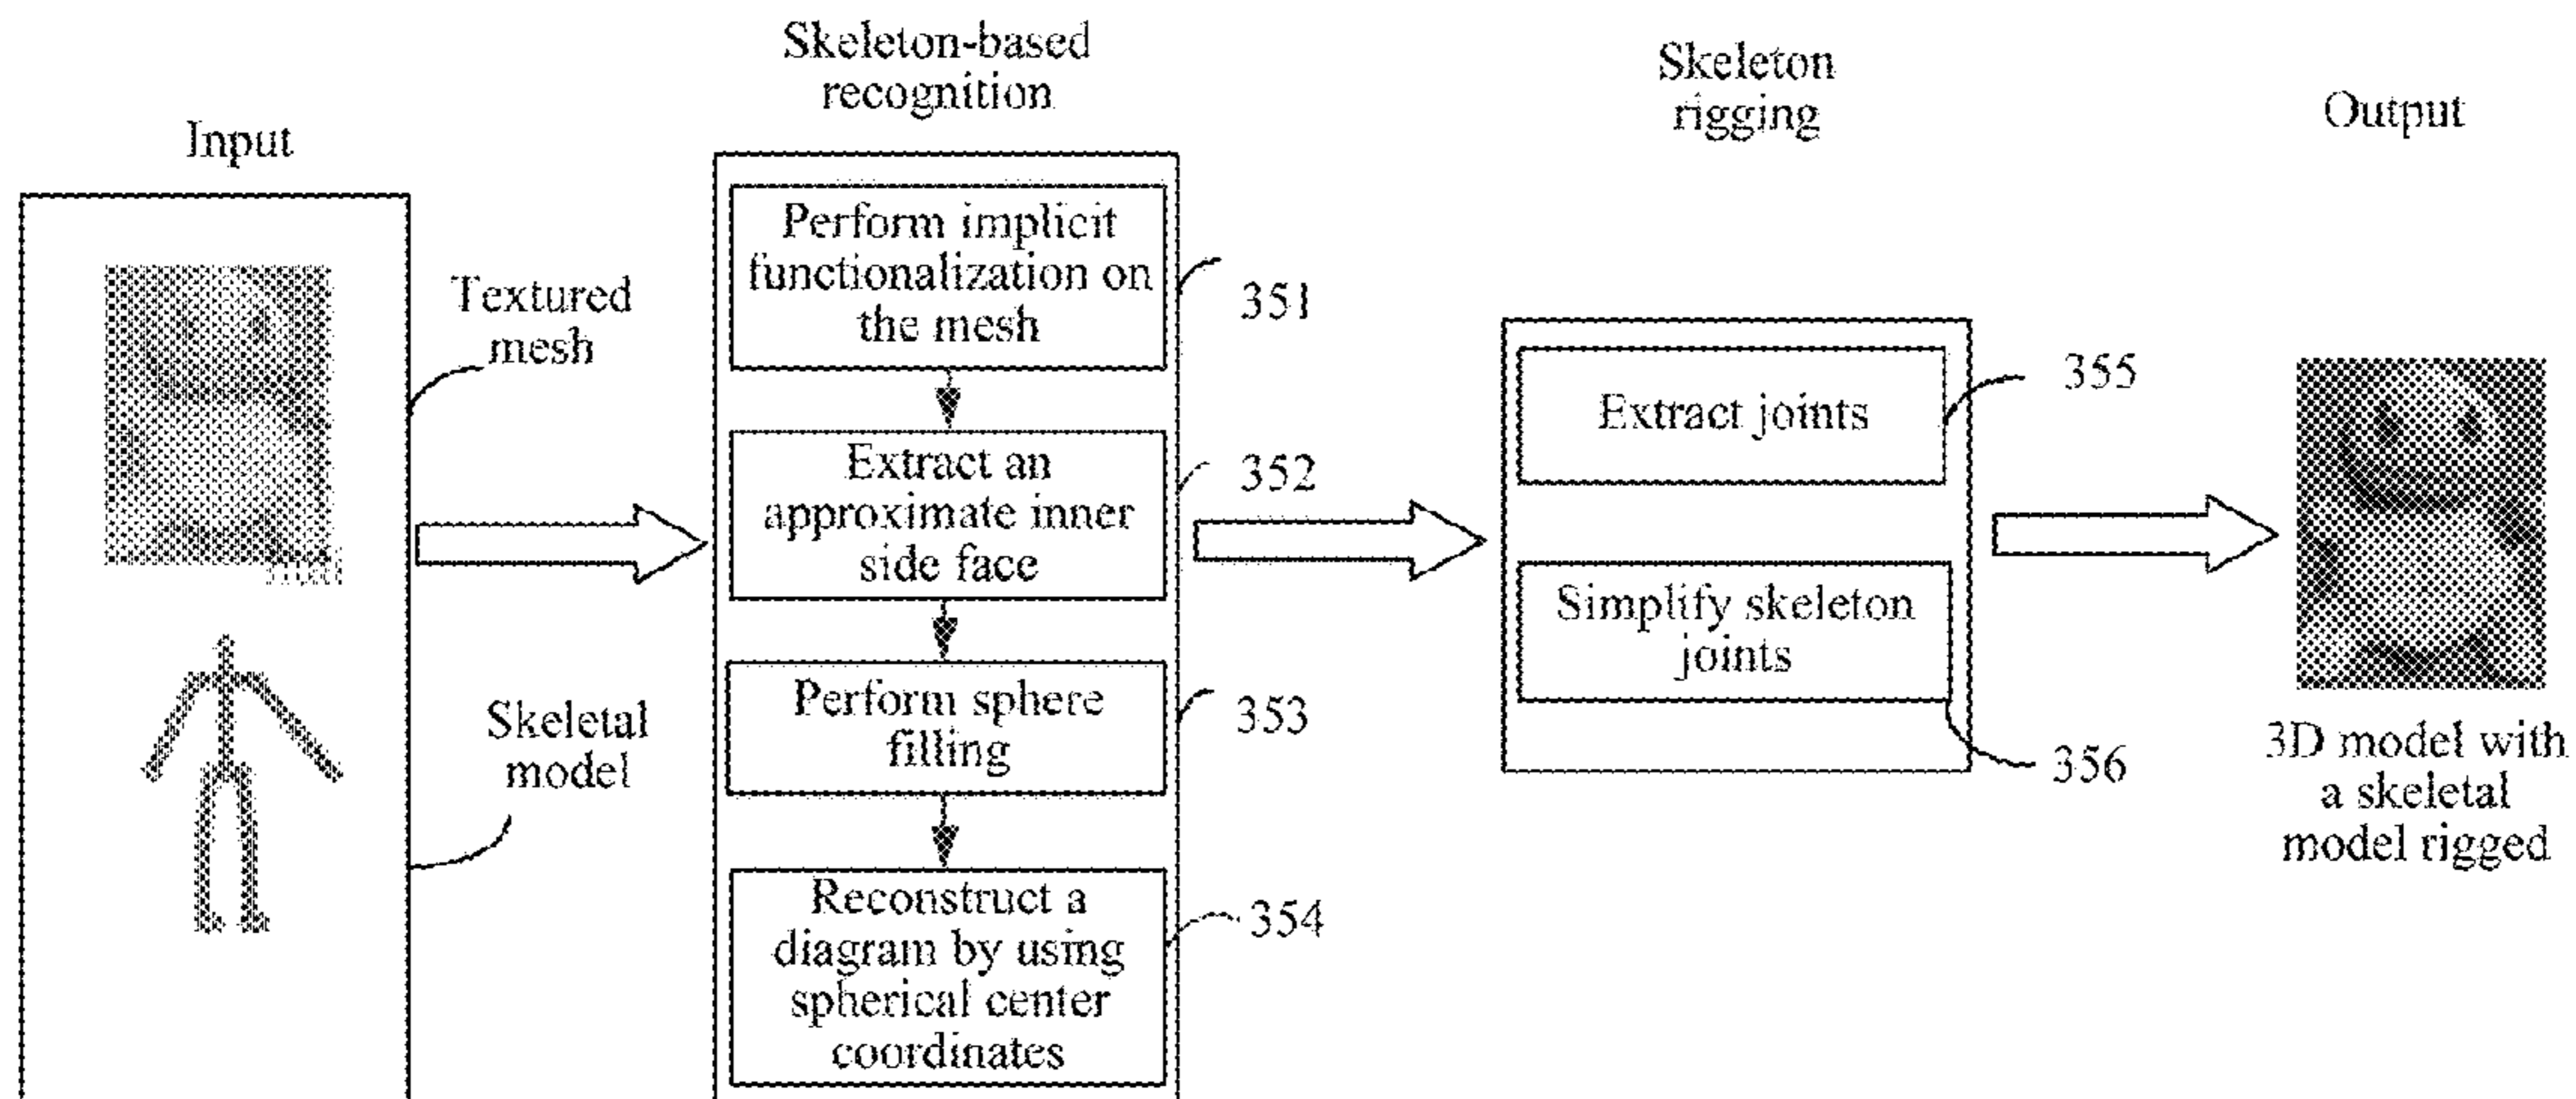 Input
Textured
mesh
Skeletal
model
Skeleton-based
recognition
Perform implicit
functionalization on
the mesh
351
Extract an
approximate inner
side face
352
Perform sphere
filling
353
Reconstruct a
diagram by using
spherical center
coordinates
354
Skeleton
rigging
Extract joints
355
Simplify skeleton
joints
356
Output
3D model with
a skeletal
model rigged